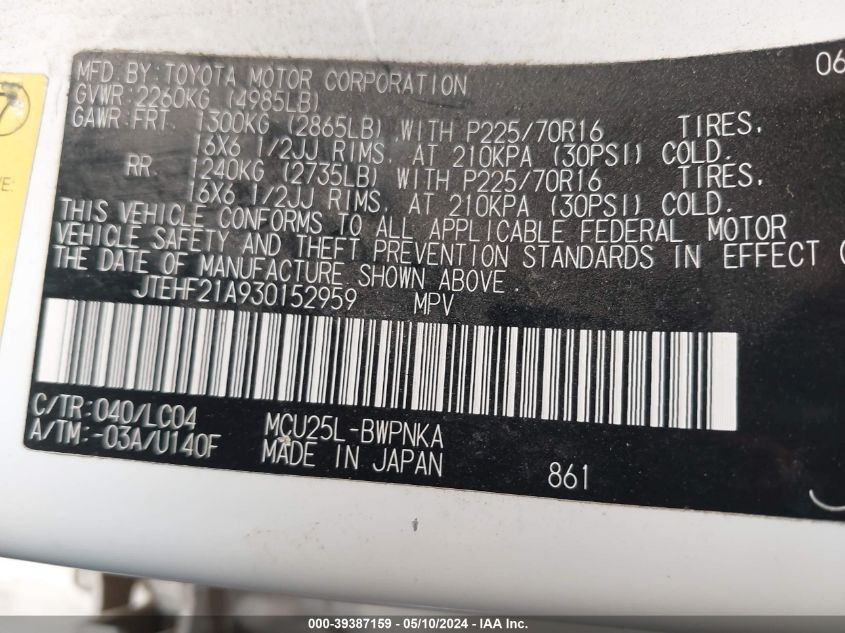 06
MFD. BY: TOYOTA MOTOR CORPORATION
GVWR: 2260KG (4985LB)
GAWR: FRT. 1300KG (2865LB) WITH P225/70R16 TIRES,
16X6 1/2JJ RIMS, AT 210KPA (30PSI) COLD.
RR. 1240KG (2735LB) WITH P225/70R16 TIRES,
16X6 1/2JJ RIMS, AT 210KPA (30PSI) COLD.
THIS VEHICLE CONFORMS TO ALL APPLICABLE FEDERAL MOTOR
VEHICLE SAFETY AND THEFT PREVENTION STANDARDS IN EFFECT
THE DATE OF MANUFACTURE SHOWN ABOVE.
JTEHF21A930152959 MPV
C/TR: 040/LC04 MCU25L-BWPNKA
A/TM: -03A/U140F MADE IN JAPAN 861
000-39387159 - 05/10/2024 - IAA Inc.